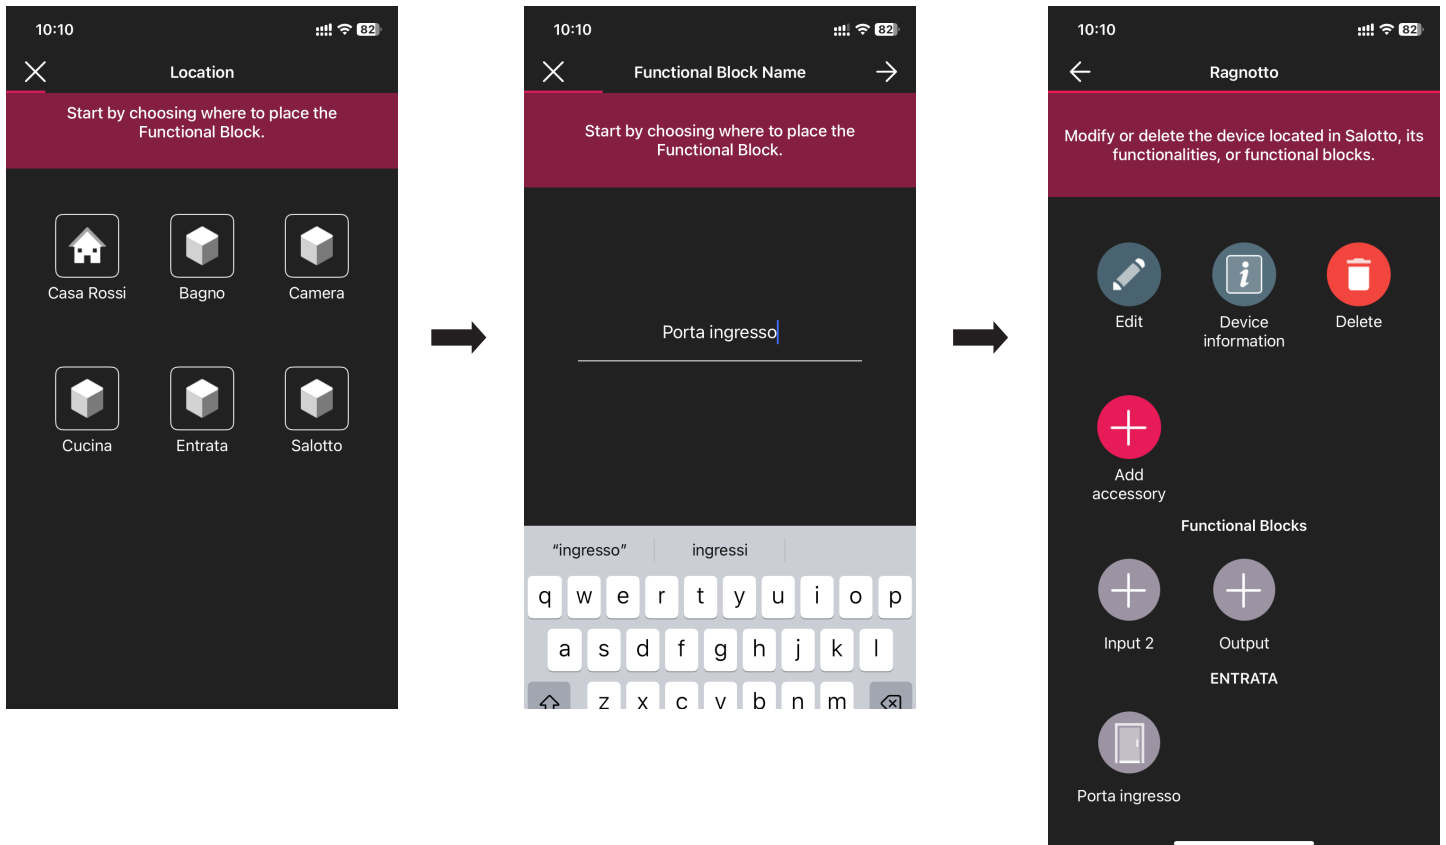 10:10
82
Location
Start by choosing where to place the
Functional Block.
Casa Rossi
Bagno
Camera
Cucina
Entrata
Salotto
10:10
82
Functional Block Name
Start by choosing where to place the
Functional Block.
Porta ingresso
“ingresso”
ingressi
q w e r t y u i o p
a s d f g h j k l
z x c v b n m
10:10
82
Ragnotto
Modify or delete the device located in Salotto, its
functionalities, or functional blocks.
Edit
Device
information
Delete
Add
accessory
Functional Blocks
Input 2
Output
ENTRATA
Porta ingresso